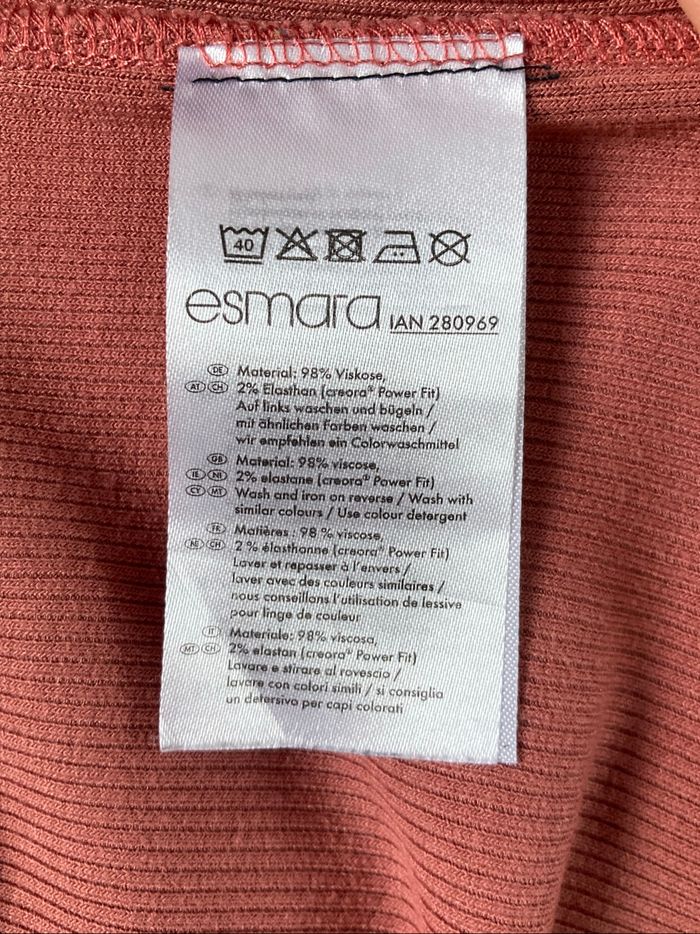 40
esmara IAN 280969
DE Material: 98% Viskose,
AT CH 2% Elasthan (creora® Power Fit)
Auf links waschen und bügeln /
mit ähnlichen Farben waschen /
wir empfehlen ein Colorwaschmittel
GB Material: 98% viscose,
IE NI 2% elastane (creora® Power Fit)
CY MT Wash and iron on reverse / Wash with
similar colours / Use colour detergent
FR Matières : 98 % viscose,
CH 2 % élasthanne (creora® Power Fit)
Laver et repasser à l'envers /
laver avec des couleurs similaires /
nous conseillons l'utilisation de lessive
pour linge de couleur
IT Materiale: 98% viscosa,
MT CH 2% elastan (creora® Power Fit)
Lavare e stirare al rovescio /
lavare con colori simili / si consiglia
un detersivo per capi colorati